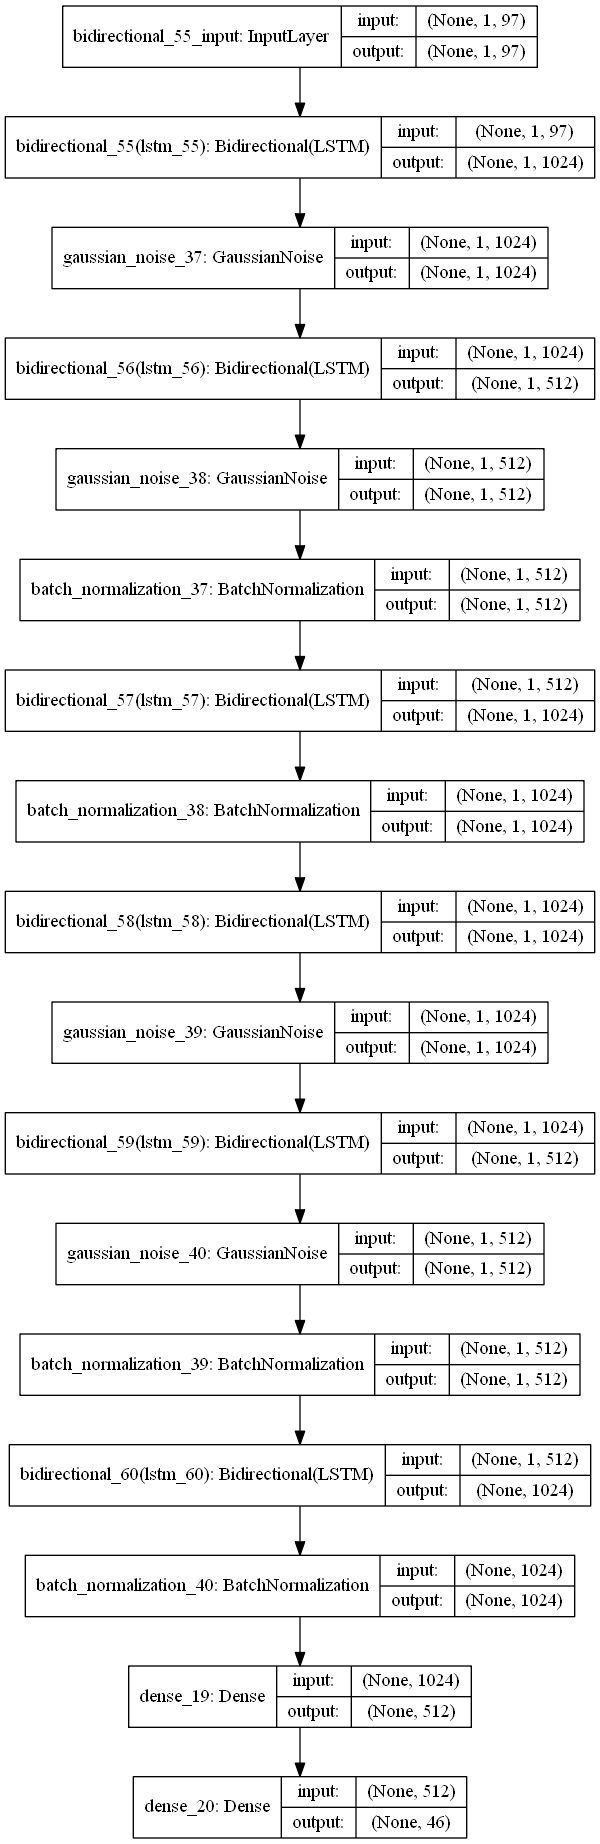 bidirectional_55_input: InputLayer
input: (None, 1, 97)
output: (None, 1, 97)
bidirectional_55(lstm_55): Bidirectional(LSTM)
input: (None, 1, 97)
output: (None, 1, 1024)
gaussian_noise_37: GaussianNoise
input: (None, 1, 1024)
output: (None, 1, 1024)
bidirectional_56(lstm_56): Bidirectional(LSTM)
input: (None, 1, 1024)
output: (None, 1, 512)
gaussian_noise_38: GaussianNoise
input: (None, 1, 512)
output: (None, 1, 512)
batch_normalization_37: BatchNormalization
input: (None, 1, 512)
output: (None, 1, 512)
bidirectional_57(lstm_57): Bidirectional(LSTM)
input: (None, 1, 512)
output: (None, 1, 1024)
batch_normalization_38: BatchNormalization
input: (None, 1, 1024)
output: (None, 1, 1024)
bidirectional_58(lstm_58): Bidirectional(LSTM)
input: (None, 1, 1024)
output: (None, 1, 1024)
gaussian_noise_39: GaussianNoise
input: (None, 1, 1024)
output: (None, 1, 1024)
bidirectional_59(lstm_59): Bidirectional(LSTM)
input: (None, 1, 1024)
output: (None, 1, 512)
gaussian_noise_40: GaussianNoise
input: (None, 1, 512)
output: (None, 1, 512)
batch_normalization_39: BatchNormalization
input: (None, 1, 512)
output: (None, 1, 512)
bidirectional_60(lstm_60): Bidirectional(LSTM)
input: (None, 1, 512)
output: (None, 1024)
batch_normalization_40: BatchNormalization
input: (None, 1024)
output: (None, 1024)
dense_19: Dense
input: (None, 1024)
output: (None, 512)
dense_20: Dense
input: (None, 512)
output: (None, 46)